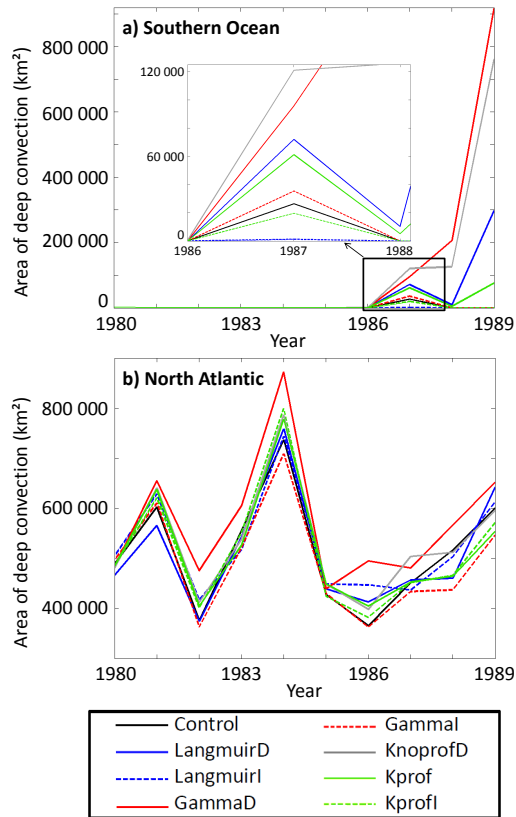 a) Southern Ocean
Area of deep convection (km²)
800 000
600 000
400 000
200 000
0
120 000
60 000
0
1986 1987 1988
1980 1983 1986 1989
Year
b) North Atlantic
Area of deep convection (km²)
800 000
600 000
400 000
1980 1983 1986 1989
Year
Control GammaI
LangmuirD KnoprofD
LangmuirI Kprof
GammaD KprofI